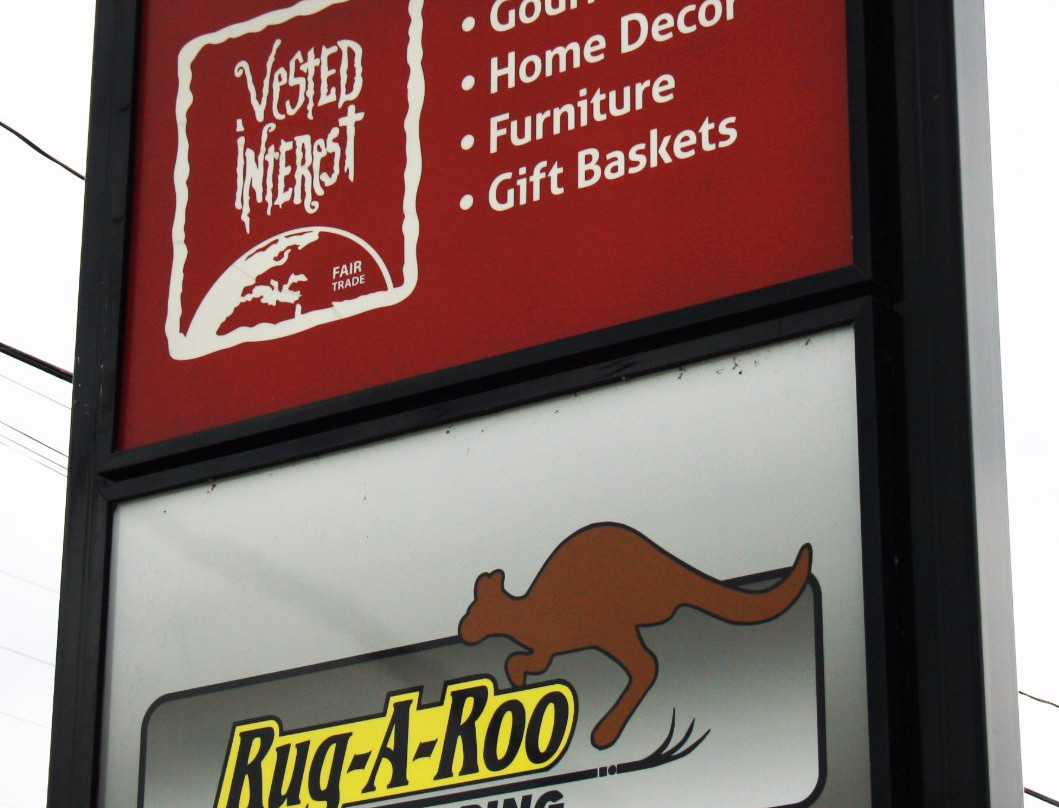 VESTED
INTEREST
FAIR
TRADE
• Home Decor
• Furniture
• Gift Baskets
Rug-A-Roo